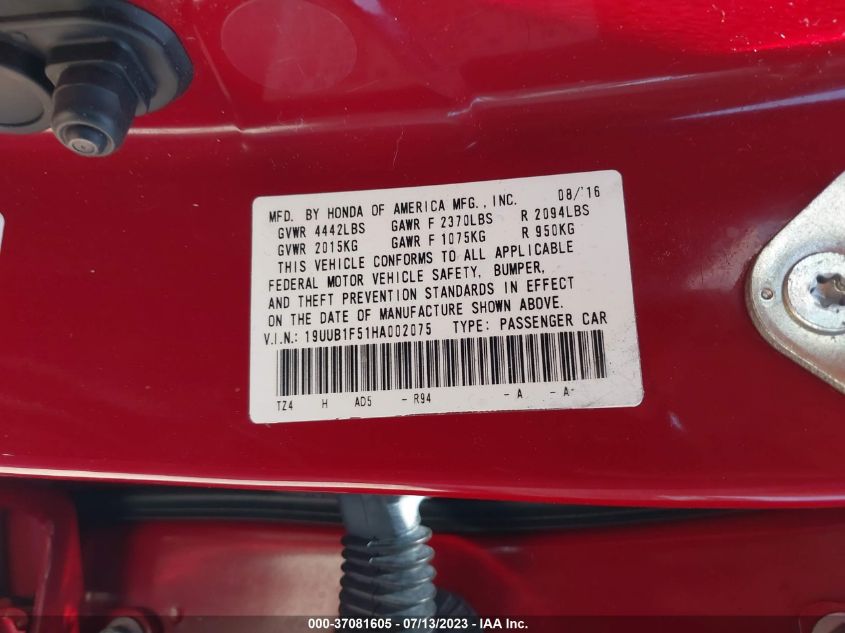 MFD. BY HONDA OF AMERICA MFG., INC. 08/'16
GVWR 4442LBS GAWR F 2370LBS R 2094LBS
GVWR 2015KG GAWR F 1075KG R 950KG
THIS VEHICLE CONFORMS TO ALL APPLICABLE
FEDERAL MOTOR VEHICLE SAFETY, BUMPER,
AND THEFT PREVENTION STANDARDS IN EFFECT
ON THE DATE OF MANUFACTURE SHOWN ABOVE.
V.I.N.: 19UUB1F51HA002075 TYPE: PASSENGER CAR
TZ4 H AD5 - R94 - A - A-
000-37081605 - 07/13/2023 - IAA Inc.